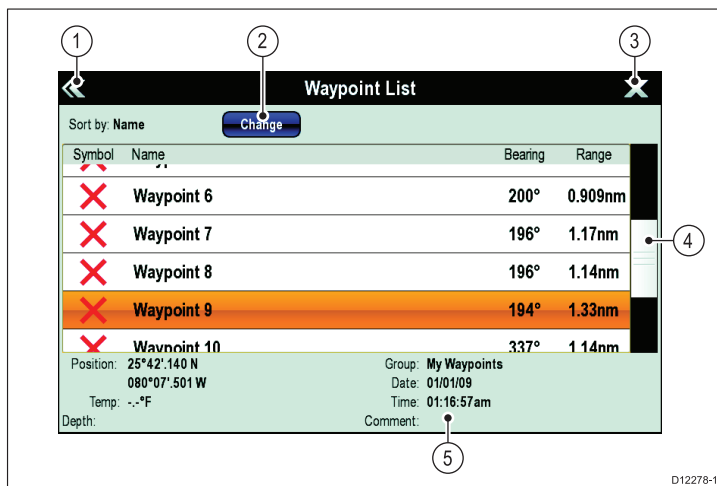 1 2 3
Waypoint List
Sort by: Name Change
Symbol Name Bearing Range
Waypoint 6 200° 0.909nm
Waypoint 7 196° 1.17nm
Waypoint 8 196° 1.14nm
4
Waypoint 9 194° 1.33nm
Waypoint 10 337° 1.14nm
Position: 25°42'.140 N Group: My Waypoints
080°07'.501 W Date: 01/01/09
Temp: -.-°F Time: 01:16:57am
Depth: Comment:
5
D12278-1